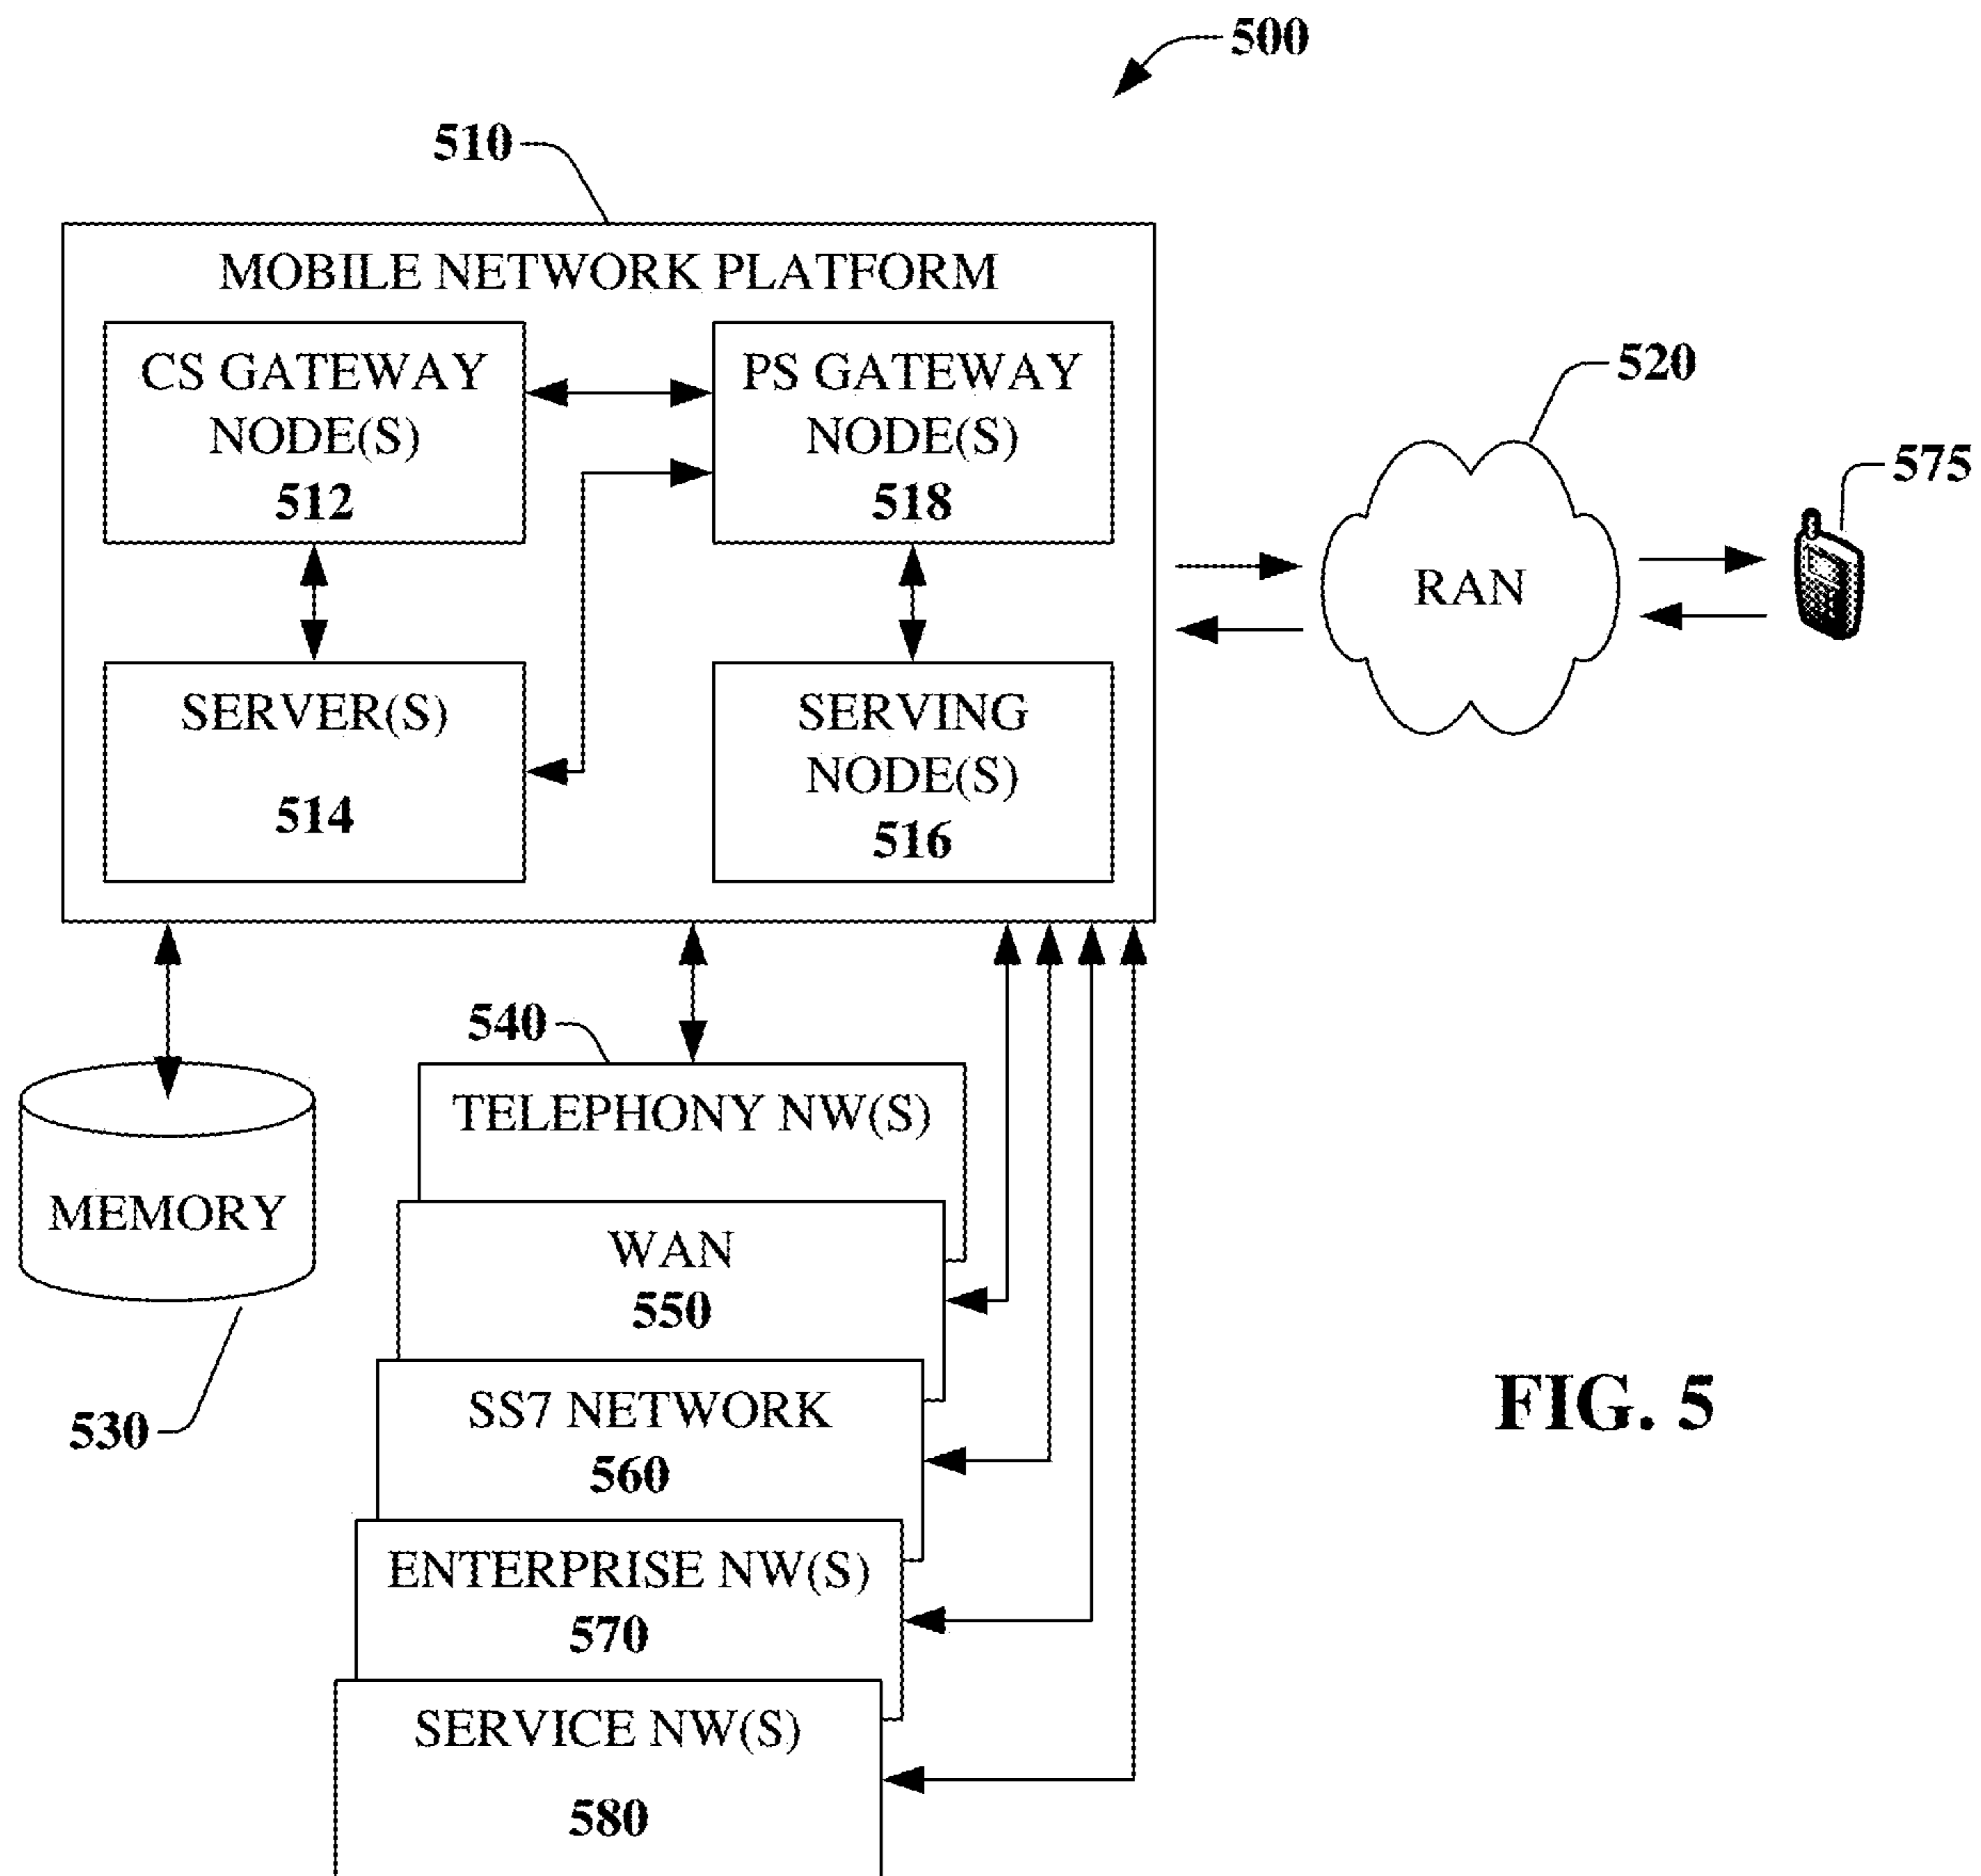 500
510
MOBILE NETWORK PLATFORM
CS GATEWAY
NODE(S)
512
PS GATEWAY
NODE(S)
518
SERVER(S)
514
SERVING
NODE(S)
516
520
RAN
575
540
TELEPHONY NW(S)
MEMORY
530
WAN
550
SS7 NETWORK
560
ENTERPRISE NW(S)
570
SERVICE NW(S)
580
FIG. 5